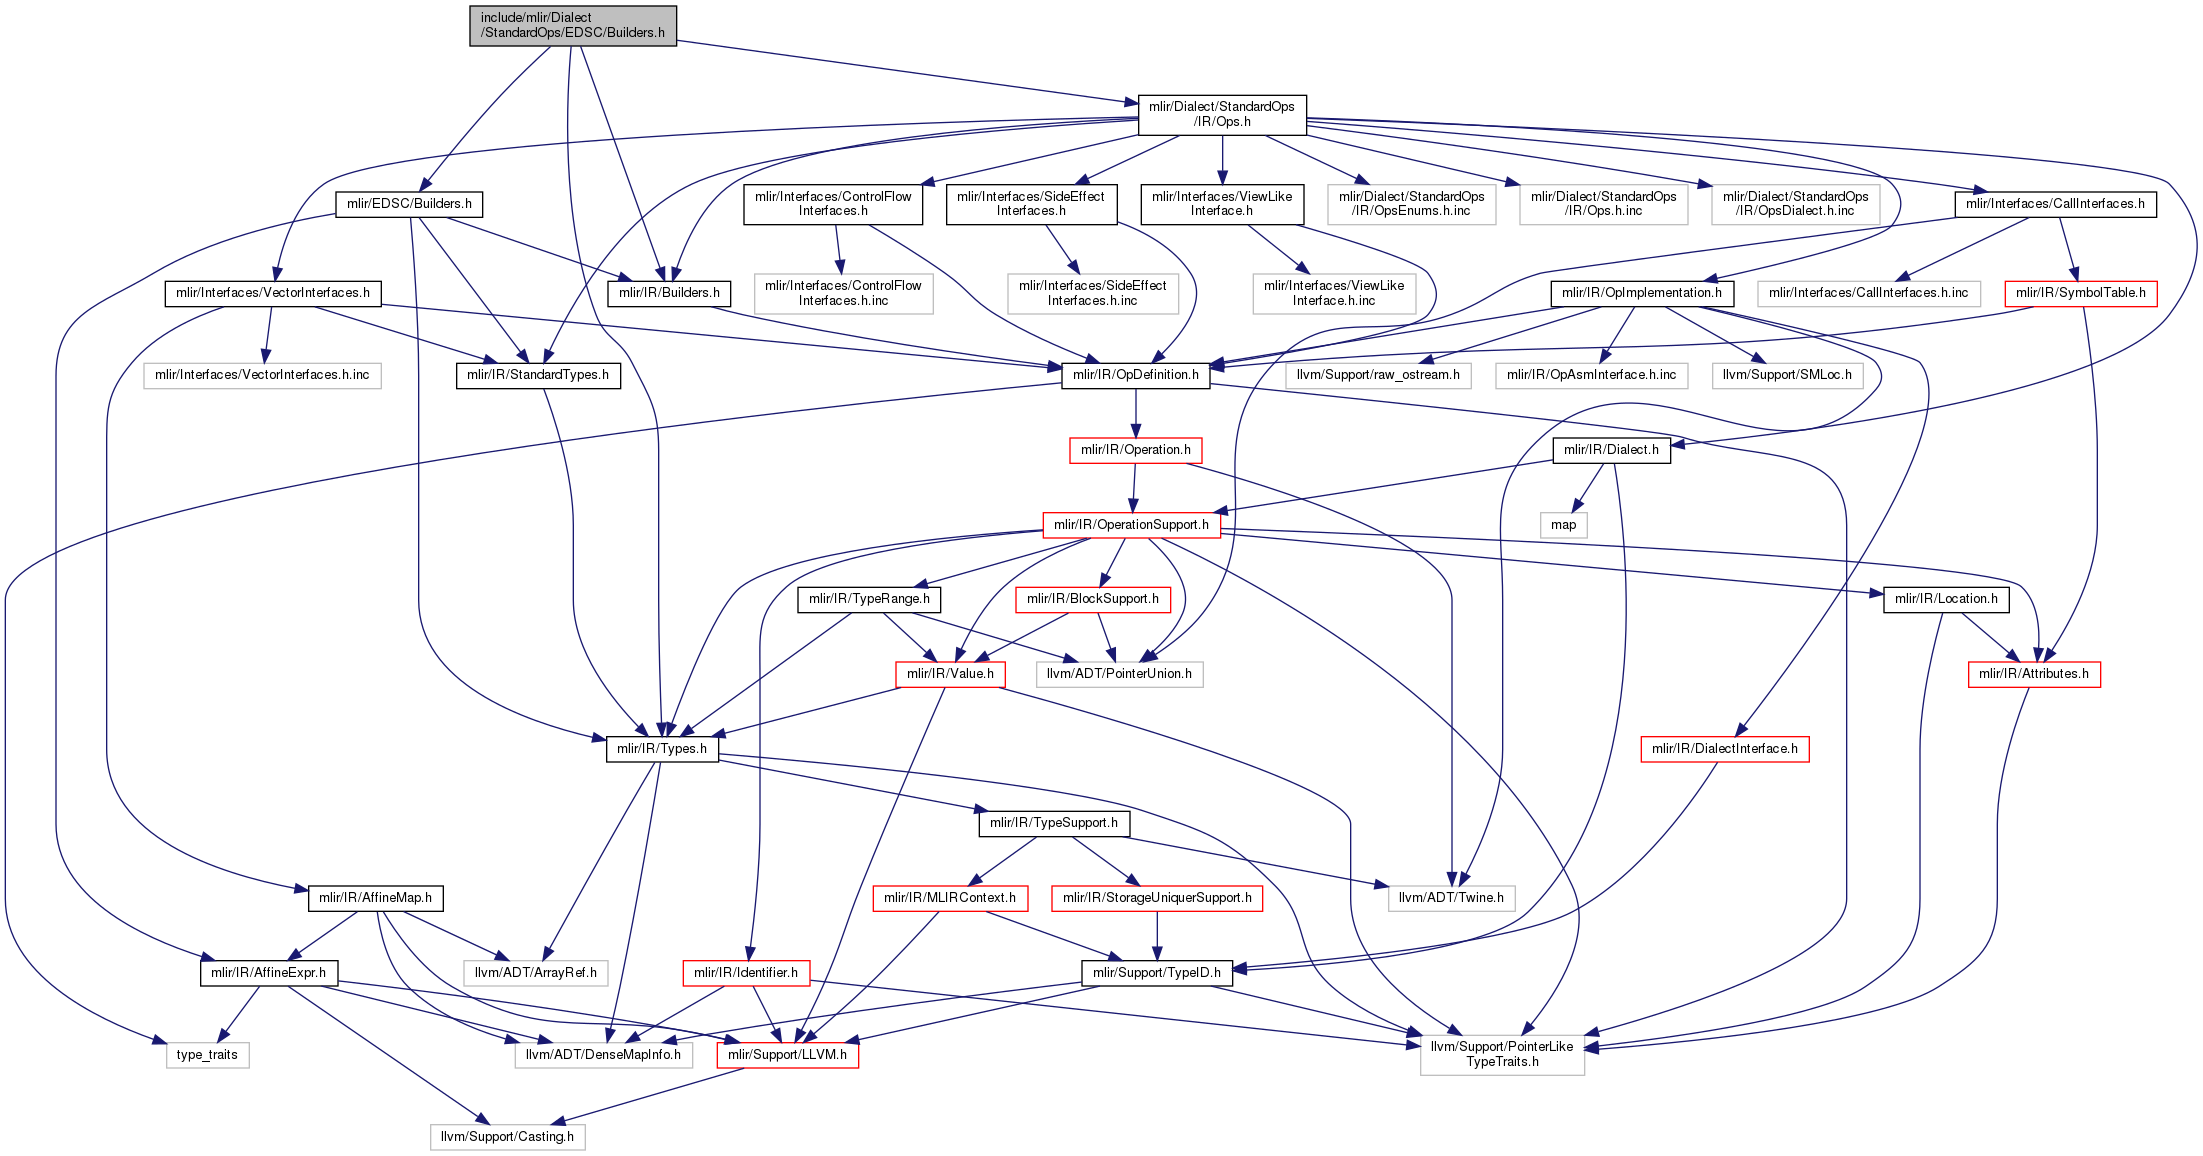 include/mlir/Dialect
/StandardOps/EDSC/Builders.h
mlir/Dialect/StandardOps
/IR/Ops.h
mlir/EDSC/Builders.h
mlir/Interfaces/ControlFlow
Interfaces.h
mlir/Interfaces/SideEffect
Interfaces.h
mlir/Interfaces/ViewLike
Interface.h
mlir/Dialect/StandardOps
/IR/OpsEnums.h.inc
mlir/Dialect/StandardOps
/IR/Ops.h.inc
mlir/Dialect/StandardOps
/IR/OpsDialect.h.inc
mlir/Interfaces/CallInterfaces.h
mlir/Interfaces/VectorInterfaces.h
mlir/IR/Builders.h
mlir/Interfaces/ControlFlow
Interfaces.h.inc
mlir/Interfaces/SideEffect
Interfaces.h.inc
mlir/Interfaces/ViewLike
Interface.h.inc
mlir/IR/OpImplementation.h
mlir/Interfaces/CallInterfaces.h.inc
mlir/IR/SymbolTable.h
mlir/Interfaces/VectorInterfaces.h.inc
mlir/IR/StandardTypes.h
mlir/IR/OpDefinition.h
llvm/Support/raw_ostream.h
mlir/IR/OpAsmInterface.h.inc
llvm/Support/SMLoc.h
mlir/IR/Operation.h
mlir/IR/Dialect.h
mlir/IR/OperationSupport.h
map
mlir/IR/TypeRange.h
mlir/IR/BlockSupport.h
mlir/IR/Location.h
mlir/IR/Value.h
llvm/ADT/PointerUnion.h
mlir/IR/Attributes.h
mlir/IR/Types.h
mlir/IR/DialectInterface.h
mlir/IR/TypeSupport.h
mlir/IR/AffineMap.h
mlir/IR/MLIRContext.h
mlir/IR/StorageUniquerSupport.h
llvm/ADT/Twine.h
mlir/IR/AffineExpr.h
llvm/ADT/ArrayRef.h
mlir/IR/Identifier.h
mlir/Support/TypeID.h
type_traits
llvm/ADT/DenseMapInfo.h
mlir/Support/LLVM.h
llvm/Support/PointerLike
TypeTraits.h
llvm/Support/Casting.h